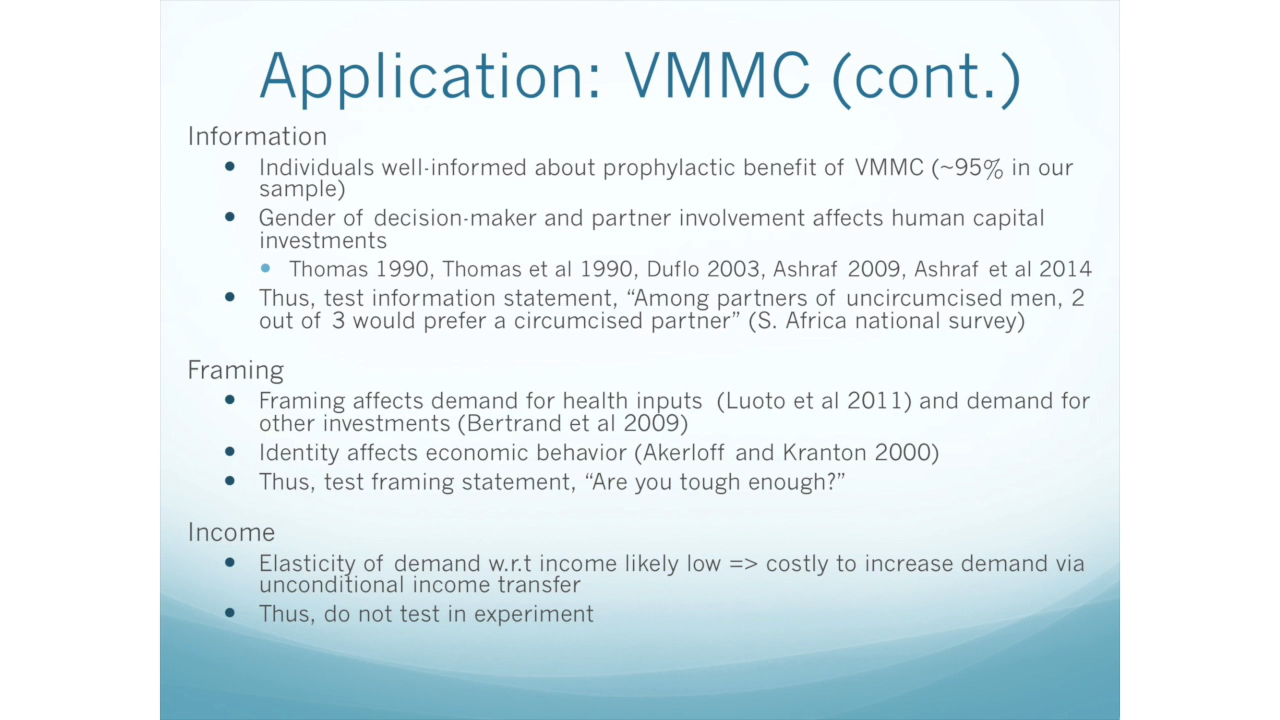 Application: VMMC (cont.)
Information
• Individuals well-informed about prophylactic benefit of VMMC (~95% in our
sample)
• Gender of decision-maker and partner involvement affects human capital
investments
• Thomas 1990, Thomas et al 1990, Duflo 2003, Ashraf 2009, Ashraf et al 2014
• Thus, test information statement, “Among partners of uncircumcised men, 2
out of 3 would prefer a circumcised partner” (S. Africa national survey)
Framing
• Framing affects demand for health inputs (Luoto et al 2011) and demand for
other investments (Bertrand et al 2009)
• Identity affects economic behavior (Akerloff and Kranton 2000)
• Thus, test framing statement, “Are you tough enough?”
Income
• Elasticity of demand w.r.t income likely low => costly to increase demand via
unconditional income transfer
• Thus, do not test in experiment